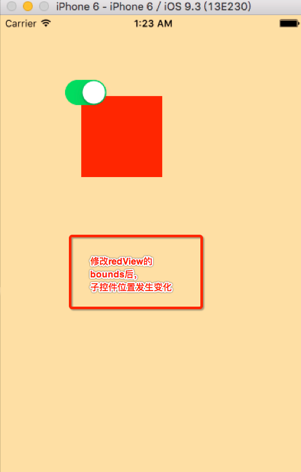 iPhone 6 - iPhone 6 / iOS 9.3 (13E230)
Carrier 1:23 AM
修改redView的
bounds后,
子控件位置发生变化